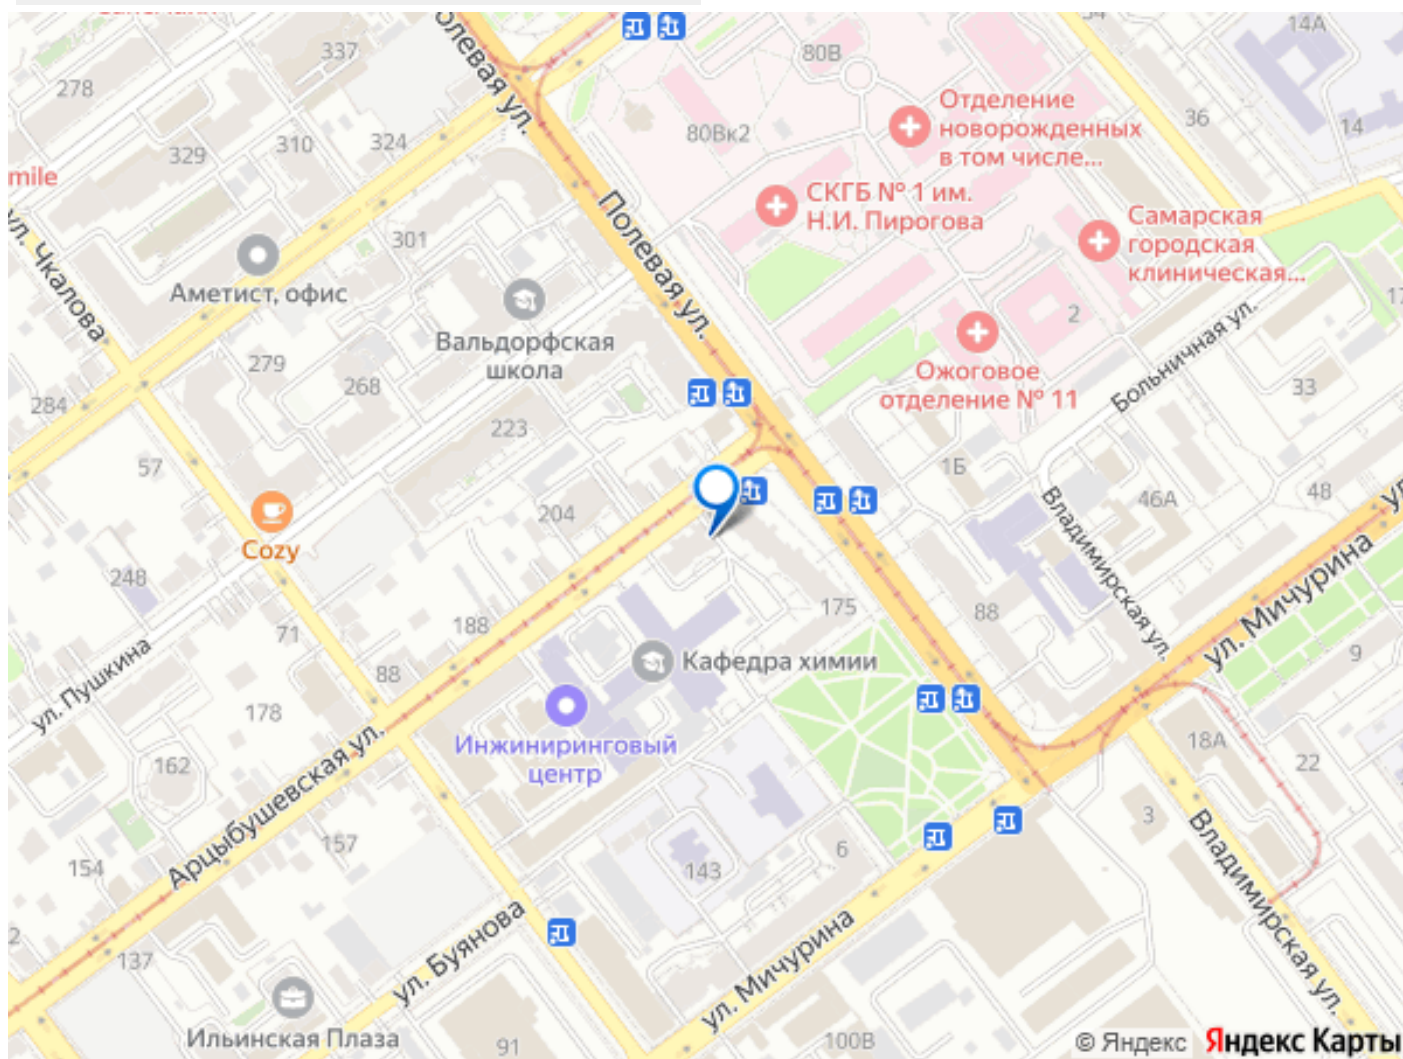 337
80В
14А
278
Полевая ул.
Отделение
новорожденных
в том числе...
36
14
80Вк2
310
324
329
mile
СКГБ № 1 им.
Н.И. Пирогова
Самарская
городская
клиническая...
ул. Чкалова
301
Полевая ул.
Аметист, офис
17
2
Вальдорфская
школа
Больничная ул.
279
Ожоговое
отделение № 11
268
33
284
223
57
1Б
46А
48
204
Cozy
Владимирская ул.
248
ул. Мичурина
175
88
71
188
ул. Пушкина
Кафедра химии
9
88
178
Инжиниринговый
центр
18А
22
162
Арцыбушевская ул.
3
157
6
143
154
Владимирская ул.
2
137
ул. Буянова
ул. Мичурина
Ильинская Плаза
91
100В
© Яндекс Яндекс Карты